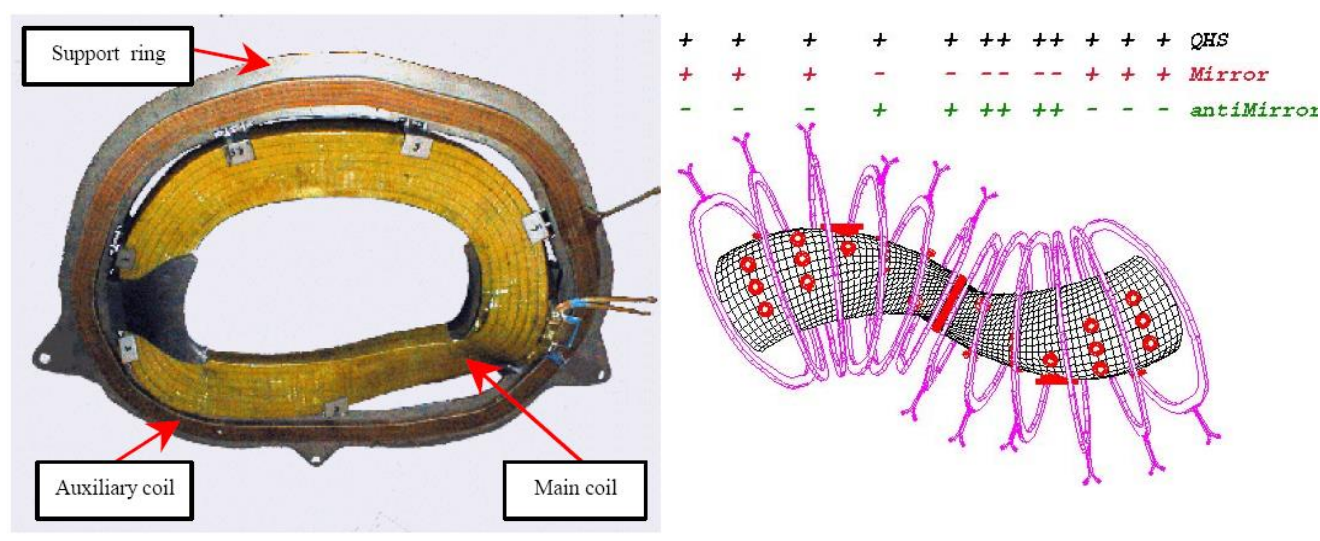 Support ring
Auxiliary coil
Main coil
+ + + + + ++ ++ + + + QHS
+ + + - - -- -- + + + Mirror
- - - + + ++ ++ - - - antiMirror